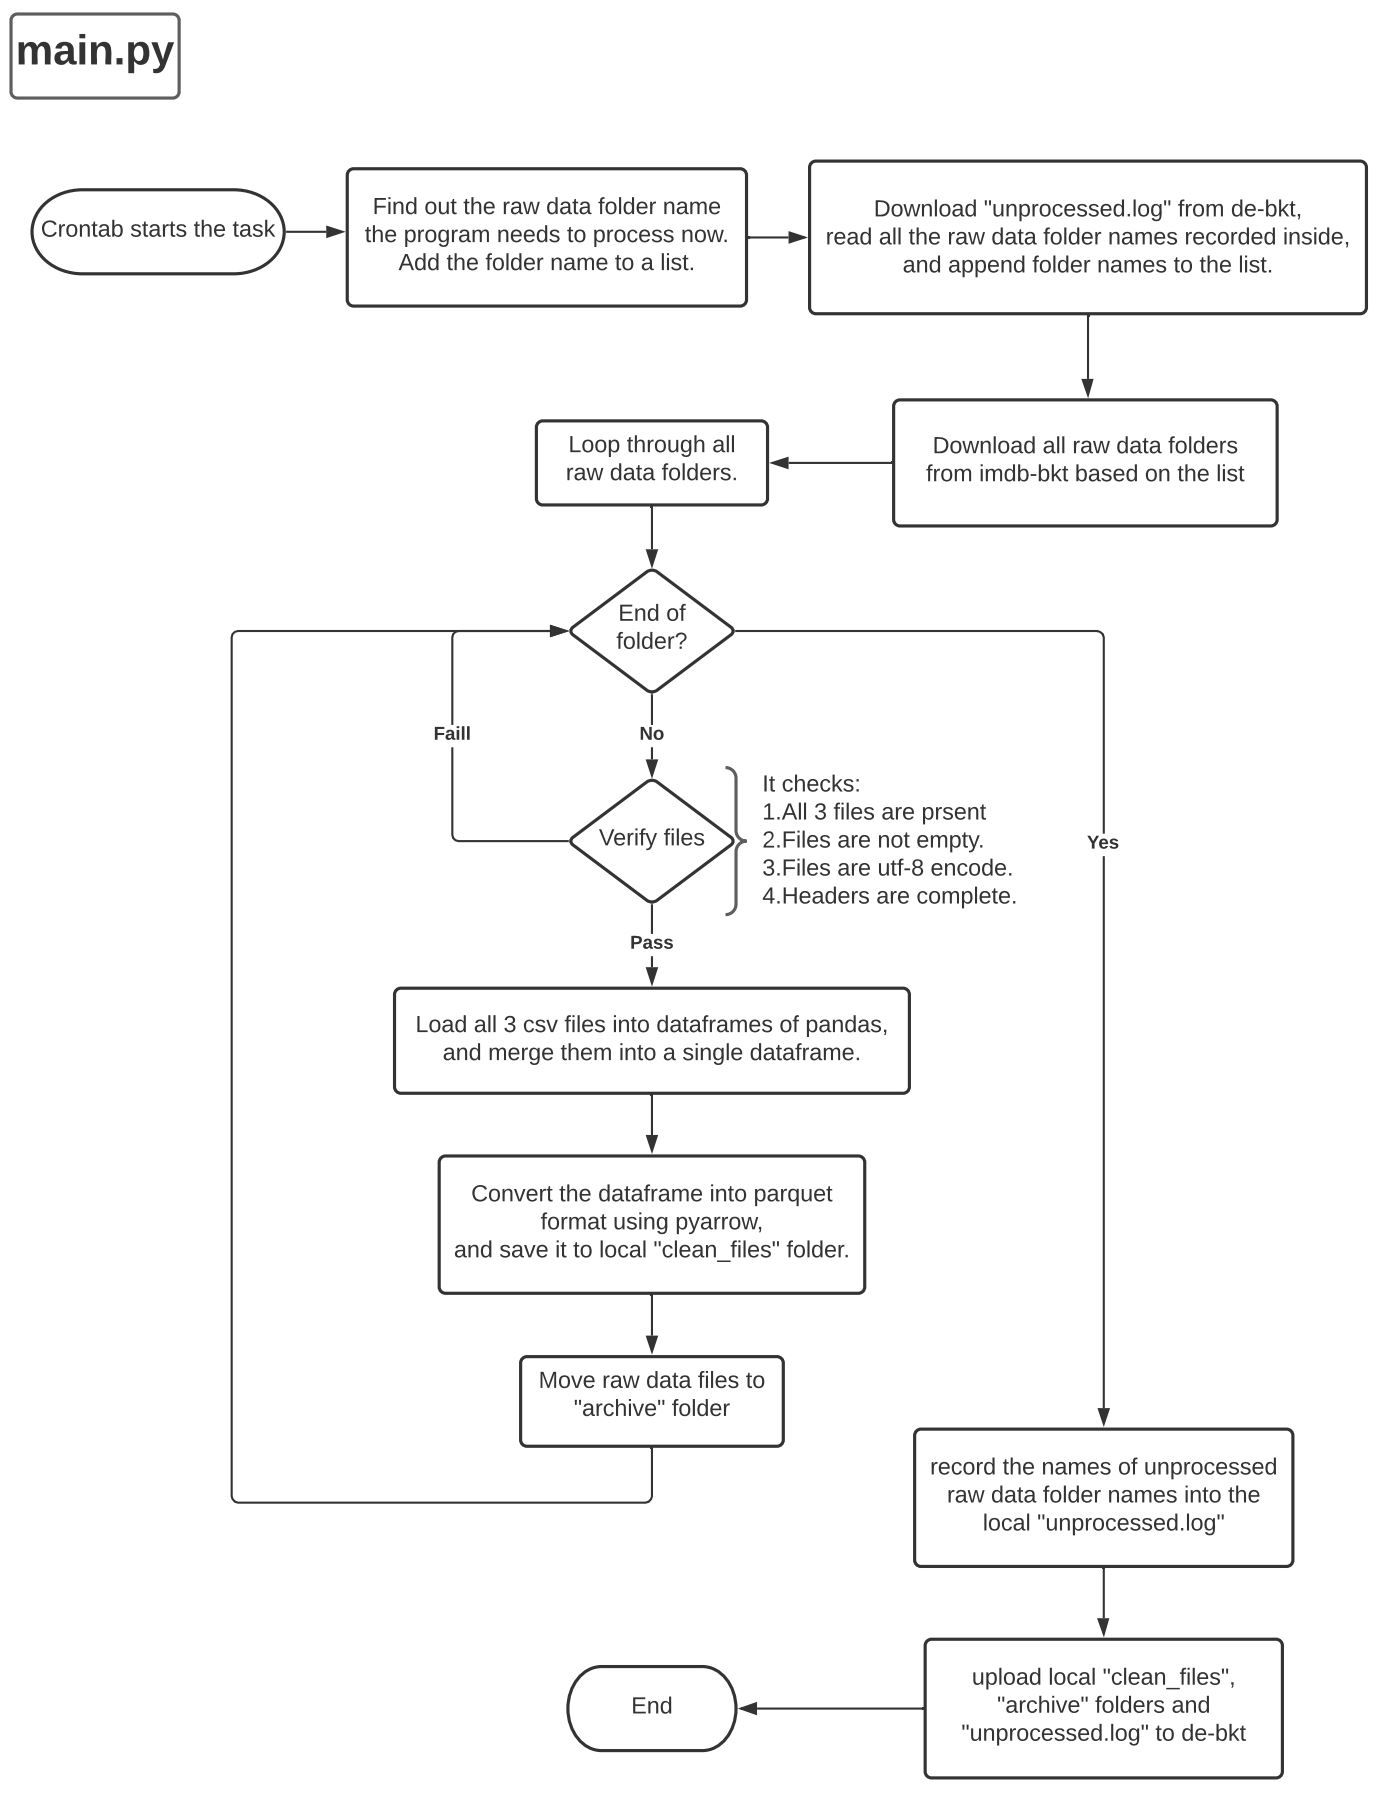 main.py
Crontab starts the task
Find out the raw data folder name
the program needs to process now.
Add the folder name to a list.
Download "unprocessed.log" from de-bkt,
read all the raw data folder names recorded inside,
and append folder names to the list.
Download all raw data folders
from imdb-bkt based on the list
Loop through all
raw data folders.
End of
folder?
Faill
No
Yes
Verify files
It checks:
1.All 3 files are prsent
2.Files are not empty.
3.Files are utf-8 encode.
4.Headers are complete.
Pass
Load all 3 csv files into dataframes of pandas,
and merge them into a single dataframe.
Convert the dataframe into parquet
format using pyarrow,
and save it to local "clean_files" folder.
Move raw data files to
"archive" folder
record the names of unprocessed
raw data folder names into the
local "unprocessed.log"
upload local "clean_files",
"archive" folders and
"unprocessed.log" to de-bkt
End